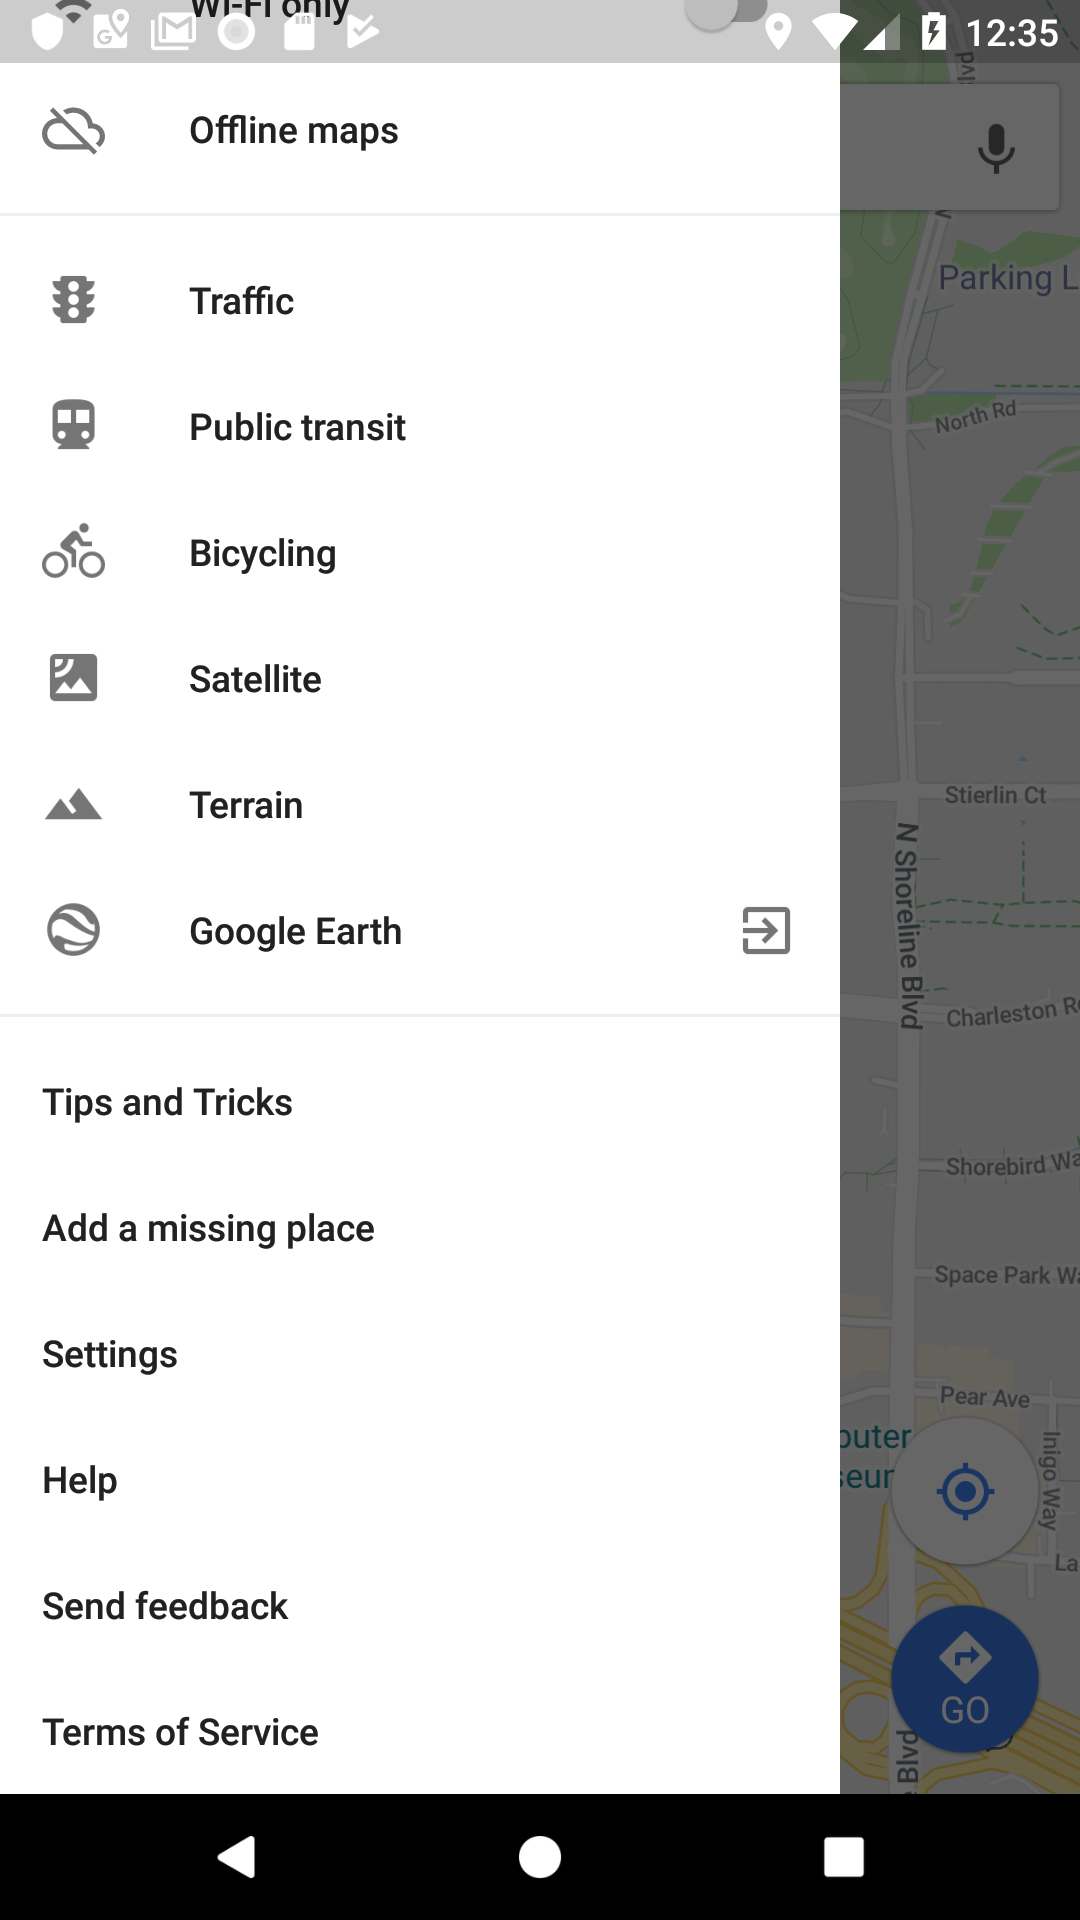 Wi-Fi only
12:35
Offline maps
Traffic
Parking L
Public transit
North Rd
Bicycling
Satellite
Terrain
Stierlin Ct
N Shoreline Blvd
Google Earth
Charleston R
Tips and Tricks
Shorebird Wa
Add a missing place
Space Park Wa
Settings
Pear Ave
puter
seum
Inigo Way
Help
La
Send feedback
GO
Terms of Service
Blvd